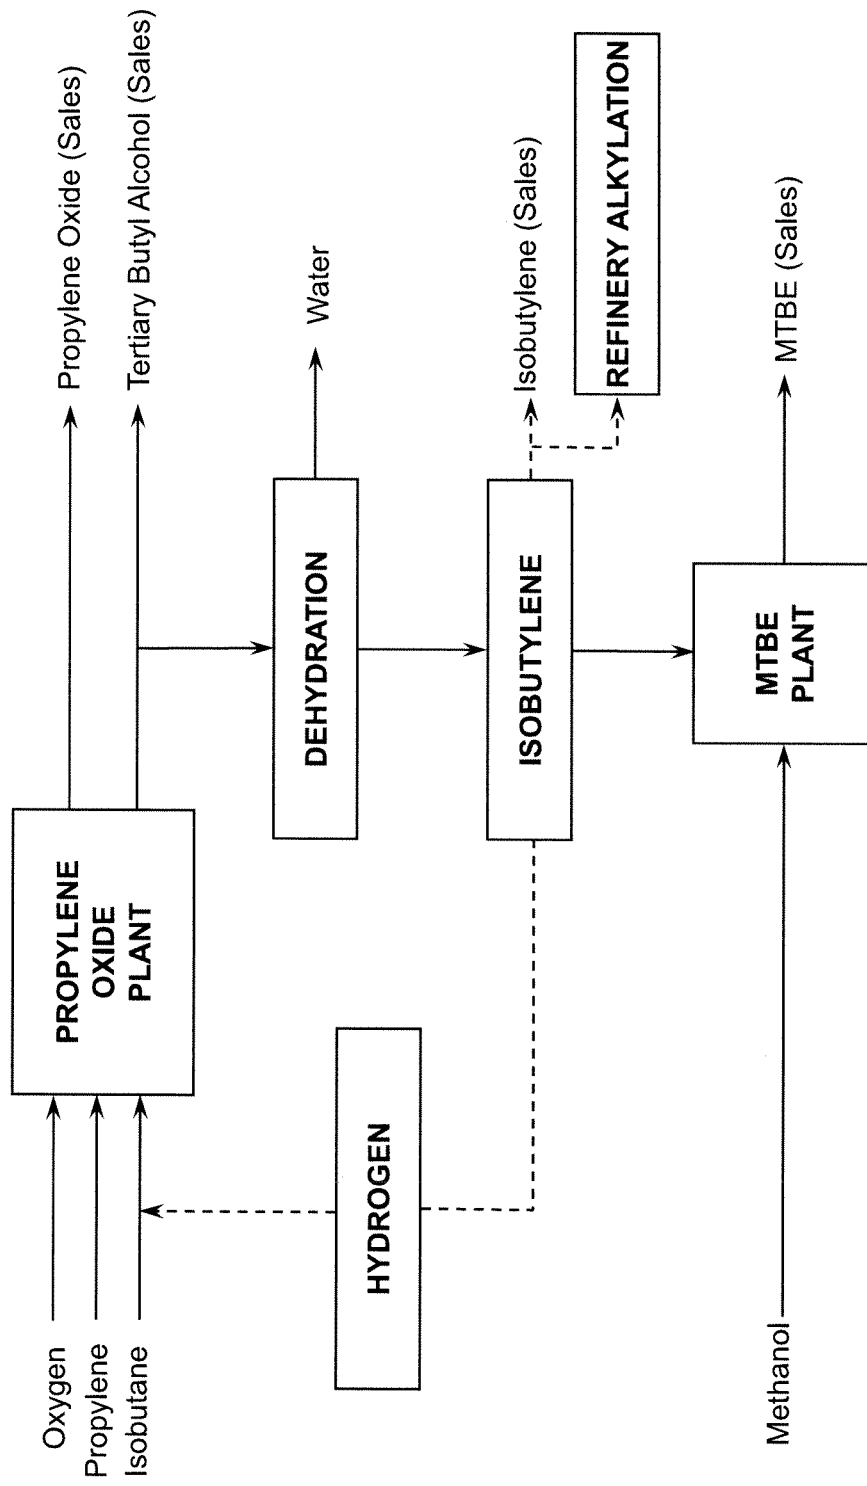 Oxygen
Propylene
Isobutane
PROPYLENE
OXIDE
PLANT
Propylene Oxide (Sales)
Tertiary Butyl Alcohol (Sales)
DEHYDRATION
Water
HYDROGEN
ISOBUTYLENE
Isobutylene (Sales)
REFINERY ALKYLATION
Methanol
MTBE
PLANT
MTBE (Sales)